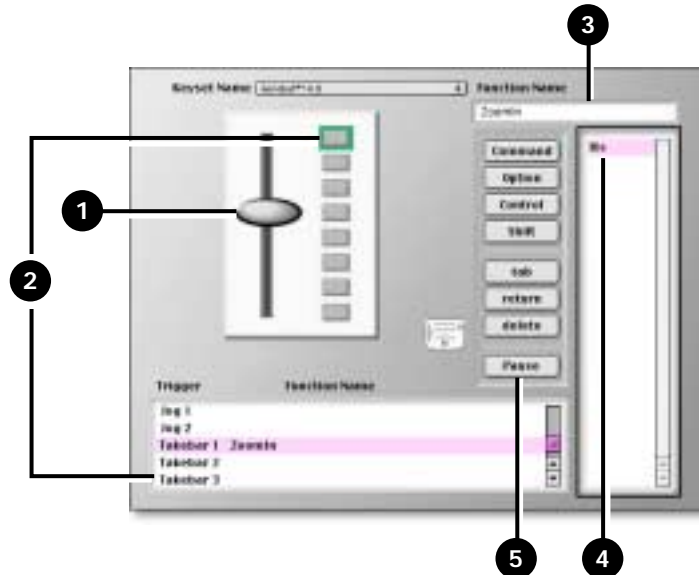 3
Keyset Name
Function Name
Zoomin
Command
Option
Control
Shift
tab
return
delete
Pause
1
2
Trigger Function Name
Jog 1
Jog 2
Takebar 1 Zoomin
Takebar 2
Takebar 3
5
4